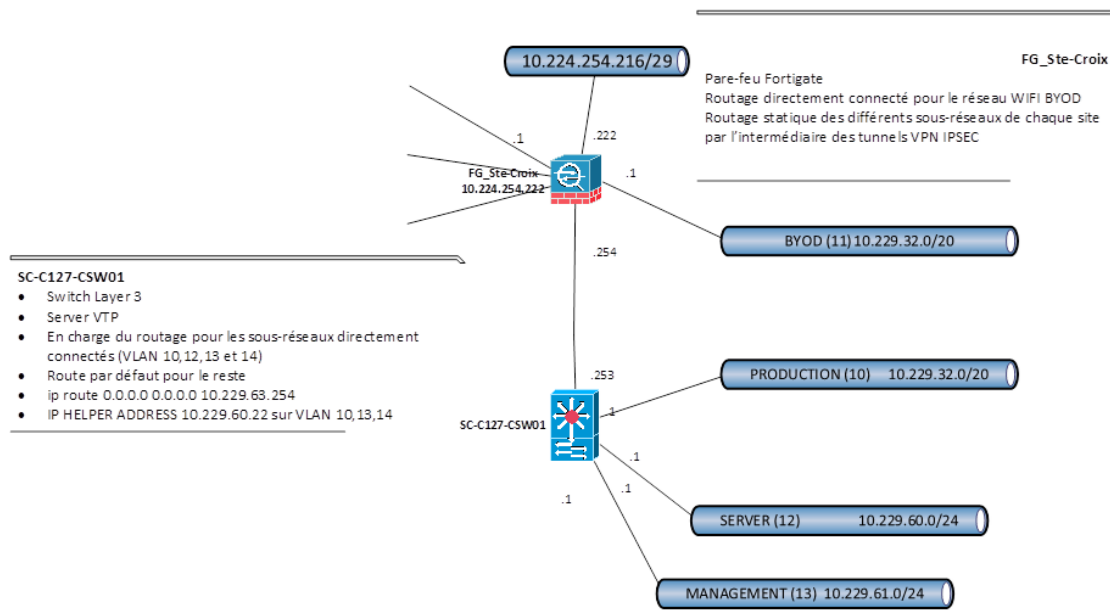 10.224.254.216/29
FG_Ste-Croix
Pare-feu Fortigate
Routage directement connecté pour le réseau WIFI BYOD
Routage statique des différents sous-réseaux de chaque site
par l'intermédiaire des tunnels VPN IPSEC
.1
.222
FG_Ste-Croix
10.224.254.222
.1
BYOD (11) 10.229.32.0/20
.254
SC-C127-CSW01
• Switch Layer 3
• Server VTP
• En charge du routage pour les sous-réseaux directement
connectés (VLAN 10,12,13 et 14)
• Route par défaut pour le reste
• ip route 0.0.0.0 0.0.0.0 10.229.63.254
• IP HELPER ADDRESS 10.229.60.22 sur VLAN 10,13,14
.253
PRODUCTION (10) 10.229.32.0/20
1
SC-C127-CSW01
.1
.1
.1
SERVER (12) 10.229.60.0/24
MANAGEMENT (13) 10.229.61.0/24